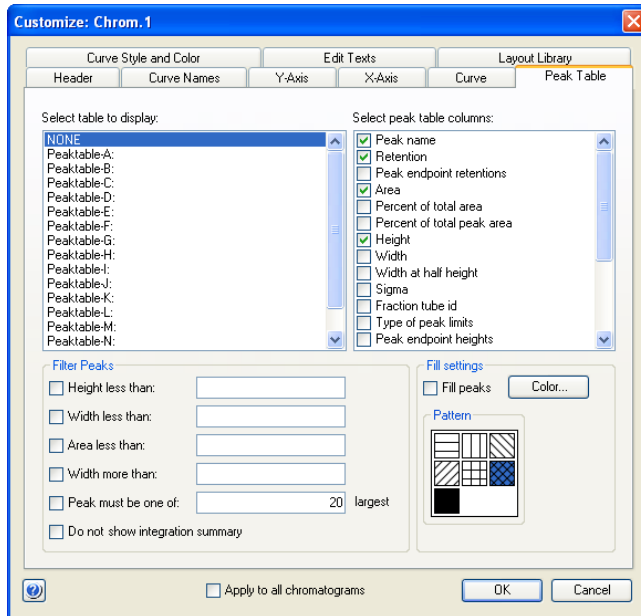 Customize: Chrom.1
Curve Style and Color
Edit Texts
Layout Library
Header
Curve Names
Y-Axis
X-Axis
Curve
Peak Table
Select table to display:
NONE
Peaktable-A:
Peaktable-B:
Peaktable-C:
Peaktable-D:
Peaktable-E:
Peaktable-F:
Peaktable-G:
Peaktable-H:
Peaktable-I:
Peaktable-J:
Peaktable-K:
Peaktable-L:
Peaktable-M:
Peaktable-N:
Select peak table columns:
Peak name
Retention
Peak endpoint retentions
Area
Percent of total area
Percent of total peak area
Height
Width
Width at half height
Sigma
Fraction tube id
Type of peak limits
Peak endpoint heights
Filter Peaks
Height less than:
Width less than:
Area less than:
Width more than:
Peak must be one of: 20 largest
Do not show integration summary
Fill settings
Fill peaks
Color...
Pattern
?
Apply to all chromatograms
OK
Cancel